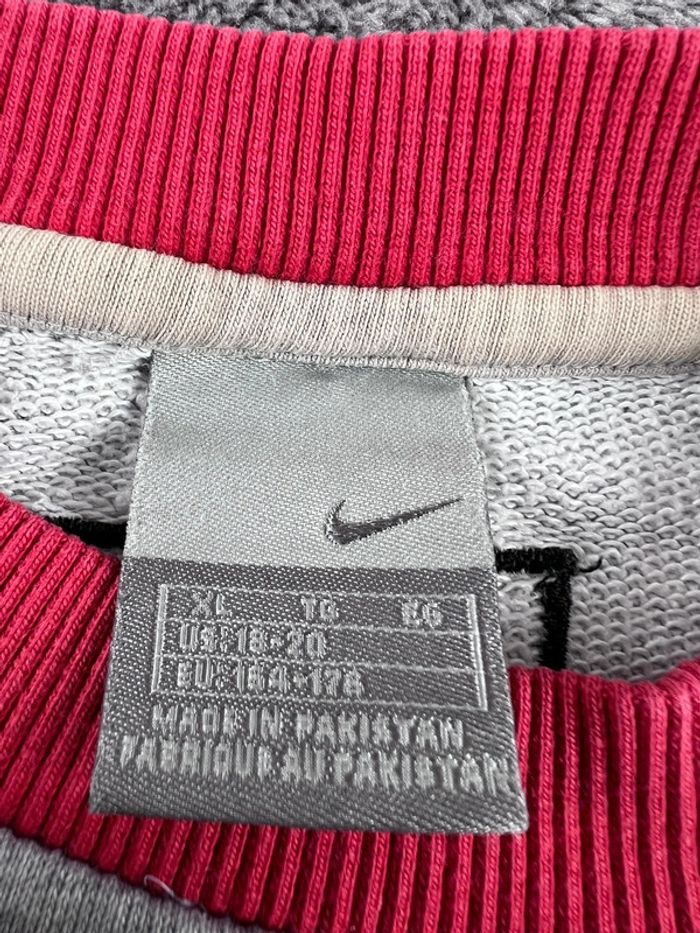 XL TG EG
US: 18-20
EU: 164-176
MADE IN PAKISTAN
FABRIQUE AU PAKISTAN